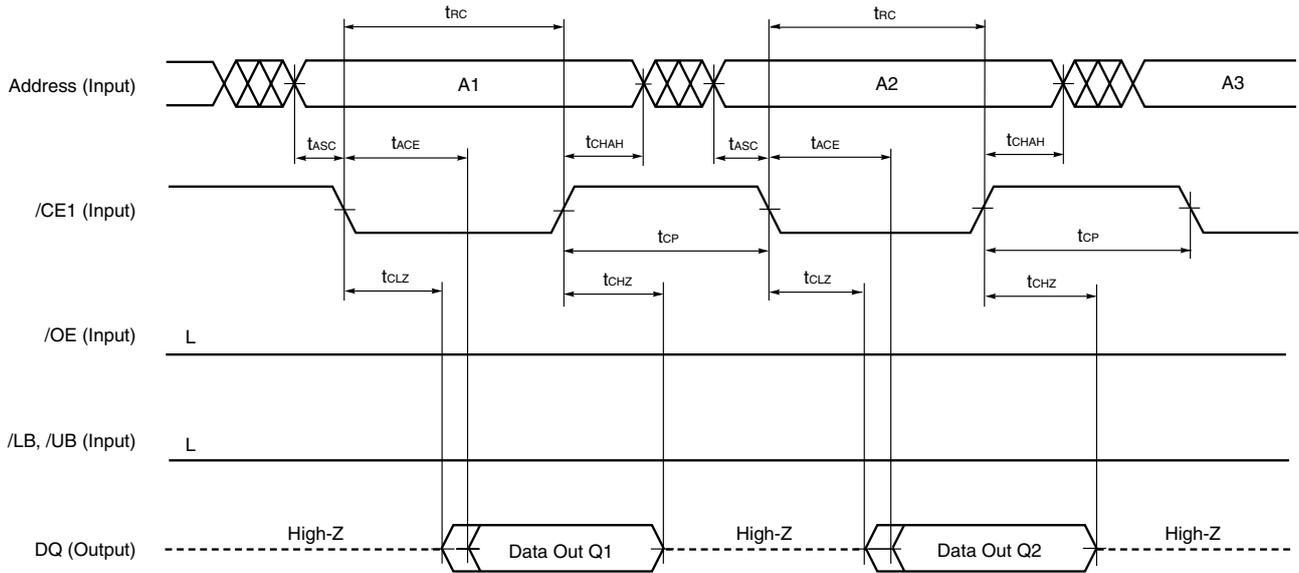 tRC tRC
Address (Input) A1 A2 A3
tASC tACE tCHAH tASC tACE tCHAH
/CE1 (Input)
tCP tCP
tCLZ tCHZ tCLZ tCHZ
/OE (Input) L
/LB, /UB (Input) L
High-Z High-Z High-Z
DQ (Output) Data Out Q1 Data Out Q2